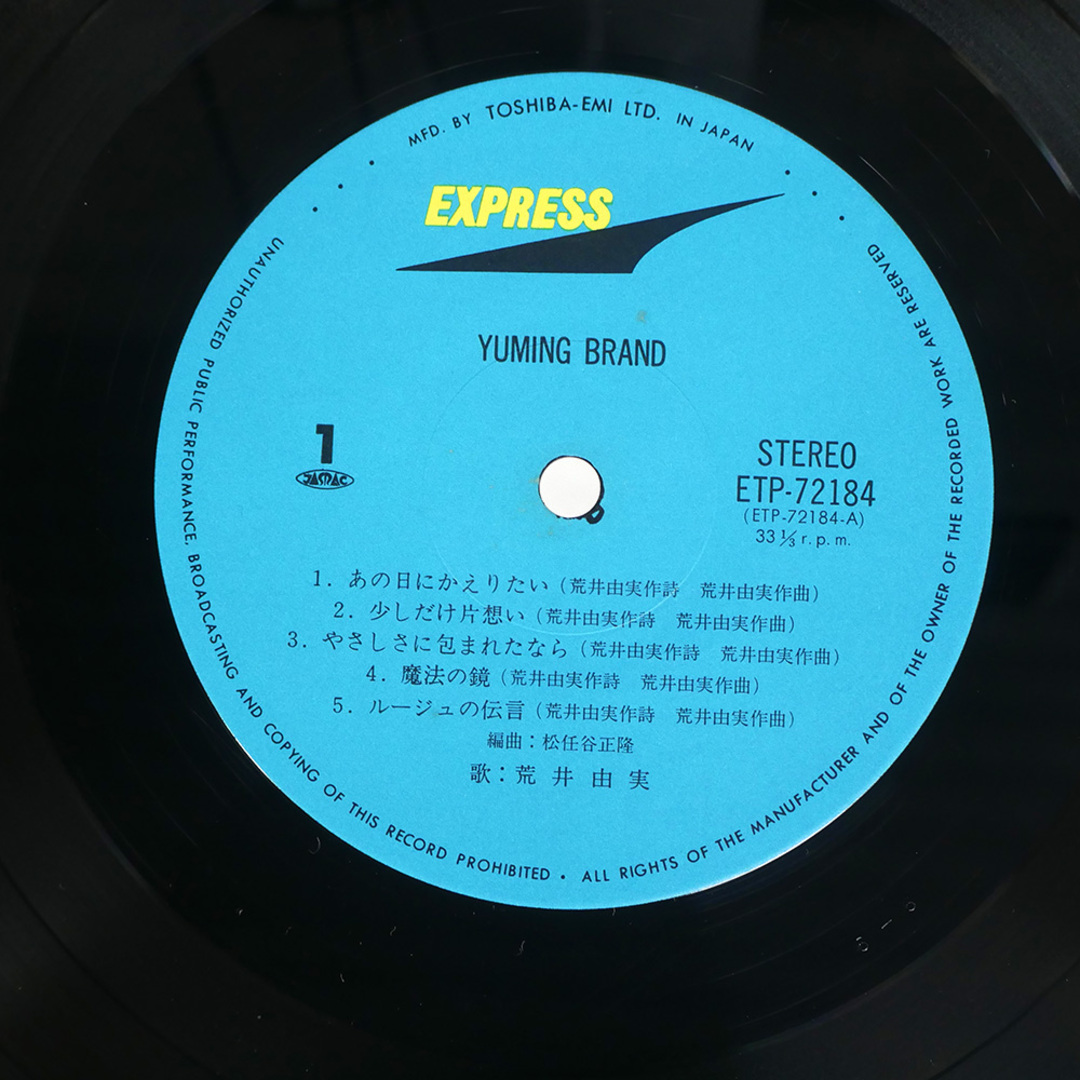 MFD. BY TOSHIBA-EMI LTD. IN JAPAN
EXPRESS
YUMING BRAND
1
JASRAC
STEREO
ETP-72184
(ETP-72184-A)
33 1/3 r.p.m.
1. あの日にかえりたい (荒井由実作詩 荒井由実作曲)
2. 少しだけ片想い (荒井由実作詩 荒井由実作曲)
3. やさしさに包まれたなら (荒井由実作詩 荒井由実作曲)
4. 魔法の鏡 (荒井由実作詩 荒井由実作曲)
5. ルージュの伝言 (荒井由実作詩 荒井由実作曲)
編曲:松任谷正隆
歌:荒井由実
UNAUTHORIZED PUBLIC PERFORMANCE, BROADCASTING AND COPYING OF THIS RECORD PROHIBITED • ALL RIGHTS OF THE MANUFACTURER AND OF THE OWNER OF THE RECORDED WORK ARE RESERVED